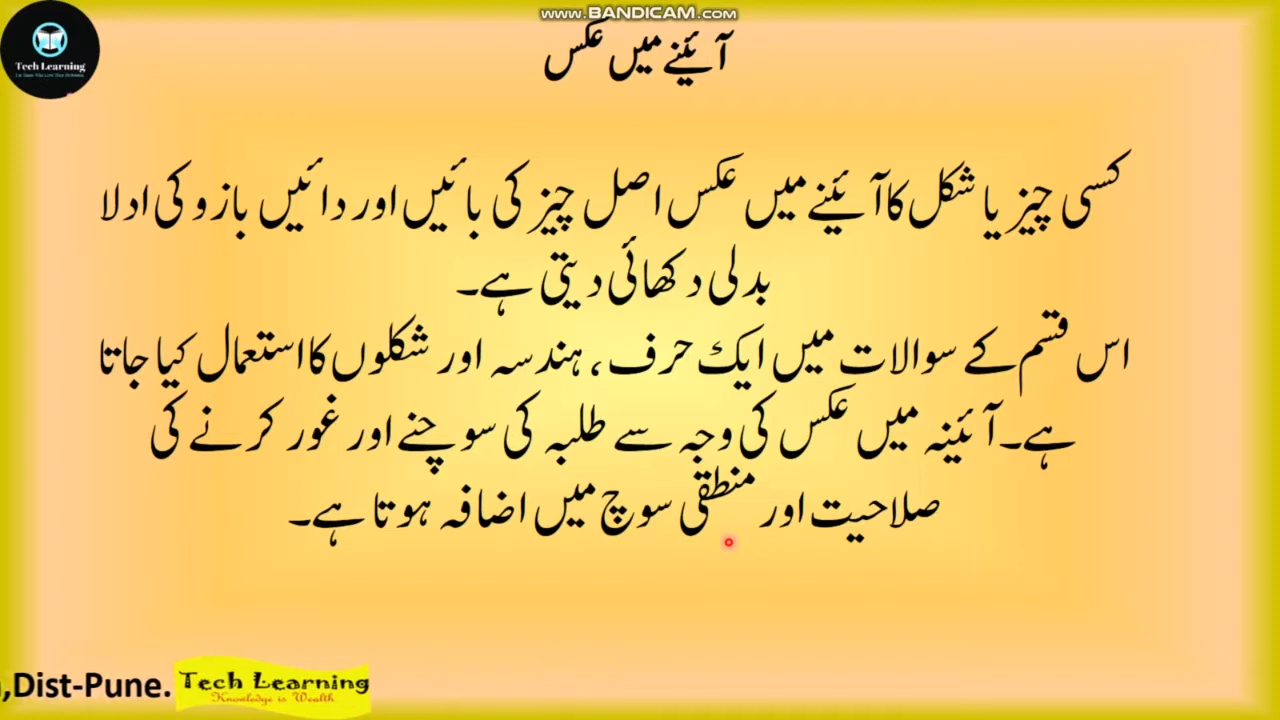 www.BANDICAM.com
Tech Learning
آئینے میں عکس
کسی چیز یا شکل کا آئینے میں عکس اصل چیز کی بائیں اور دائیں بازو کی ادلا
بدلی دکھائی دیتی ہے۔
اس قسم کے سوالات میں ایک حرف، ہندسہ اور شکلوں کا استعمال کیا جاتا
ہے۔ آئینہ میں عکس کی وجہ سے طلبہ کی سوچنے اور غور کرنے کی
صلاحیت اور منطقی سوچ میں اضافہ ہوتا ہے۔
,Dist-Pune.
Tech Learning
Knowledge is Wealth